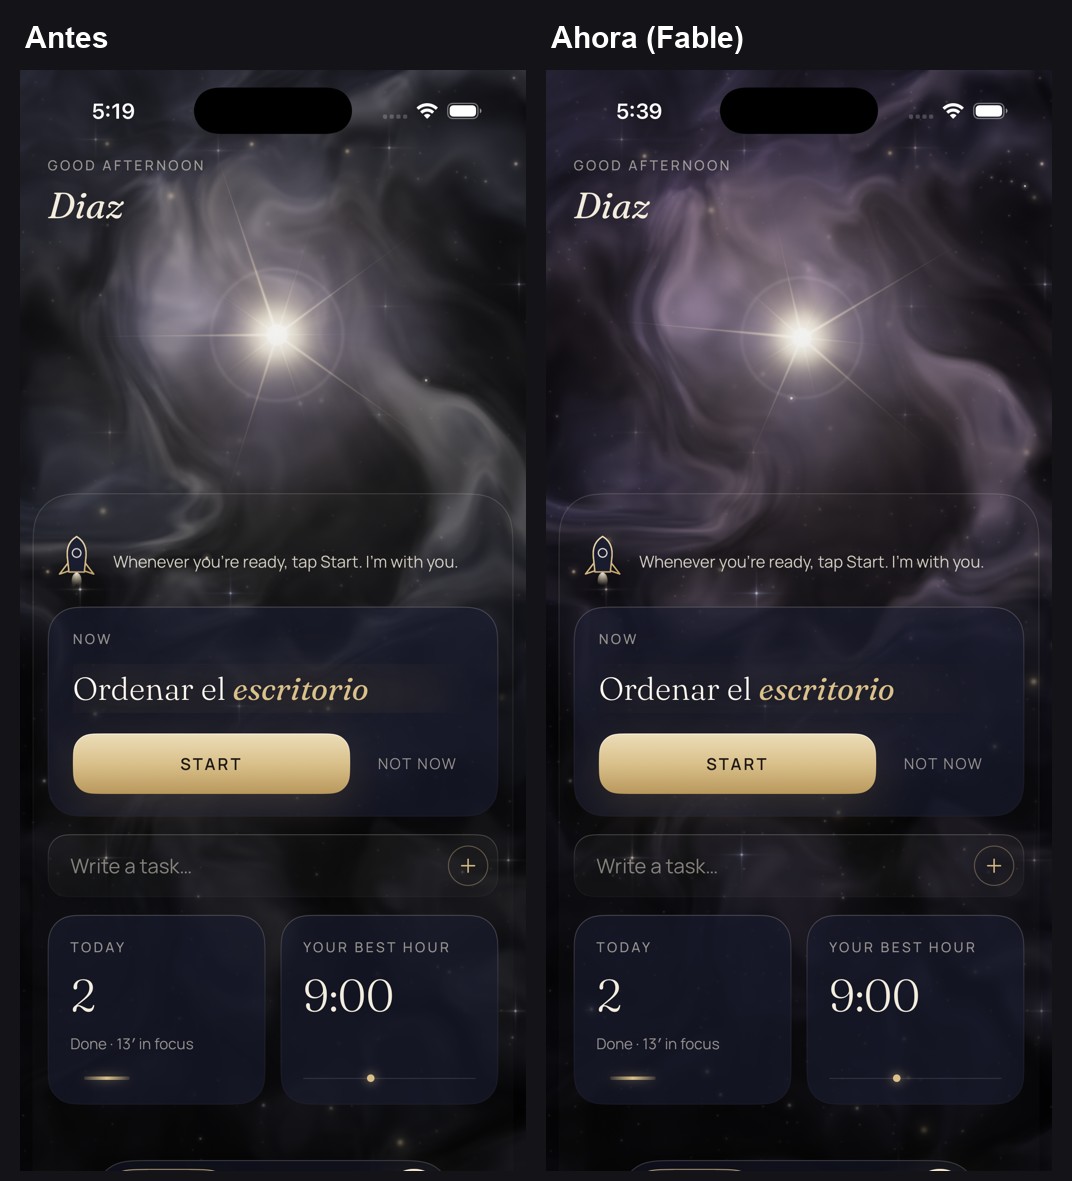 Antes
5:19
GOOD AFTERNOON
Diaz
Whenever you're ready, tap Start. I'm with you.
NOW
Ordenar el escritorio
START
NOT NOW
Write a task...
+
TODAY
2
Done · 13′ in focus
YOUR BEST HOUR
9:00
Ahora (Fable)
5:39
GOOD AFTERNOON
Diaz
Whenever you're ready, tap Start. I'm with you.
NOW
Ordenar el escritorio
START
NOT NOW
Write a task...
+
TODAY
2
Done · 13′ in focus
YOUR BEST HOUR
9:00